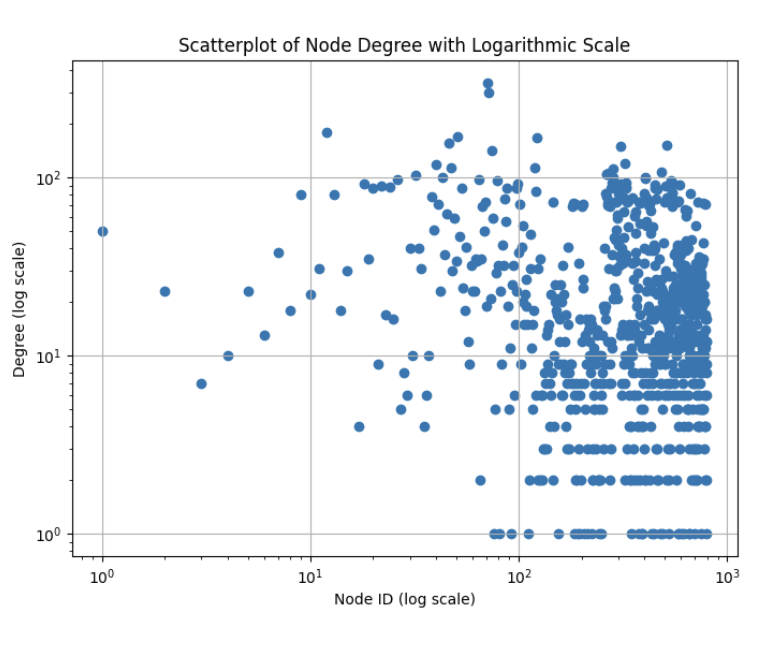 Scatterplot of Node Degree with Logarithmic Scale
Degree (log scale)
10²
10¹
10⁰
10⁰ 10¹ 10² 10³
Node ID (log scale)